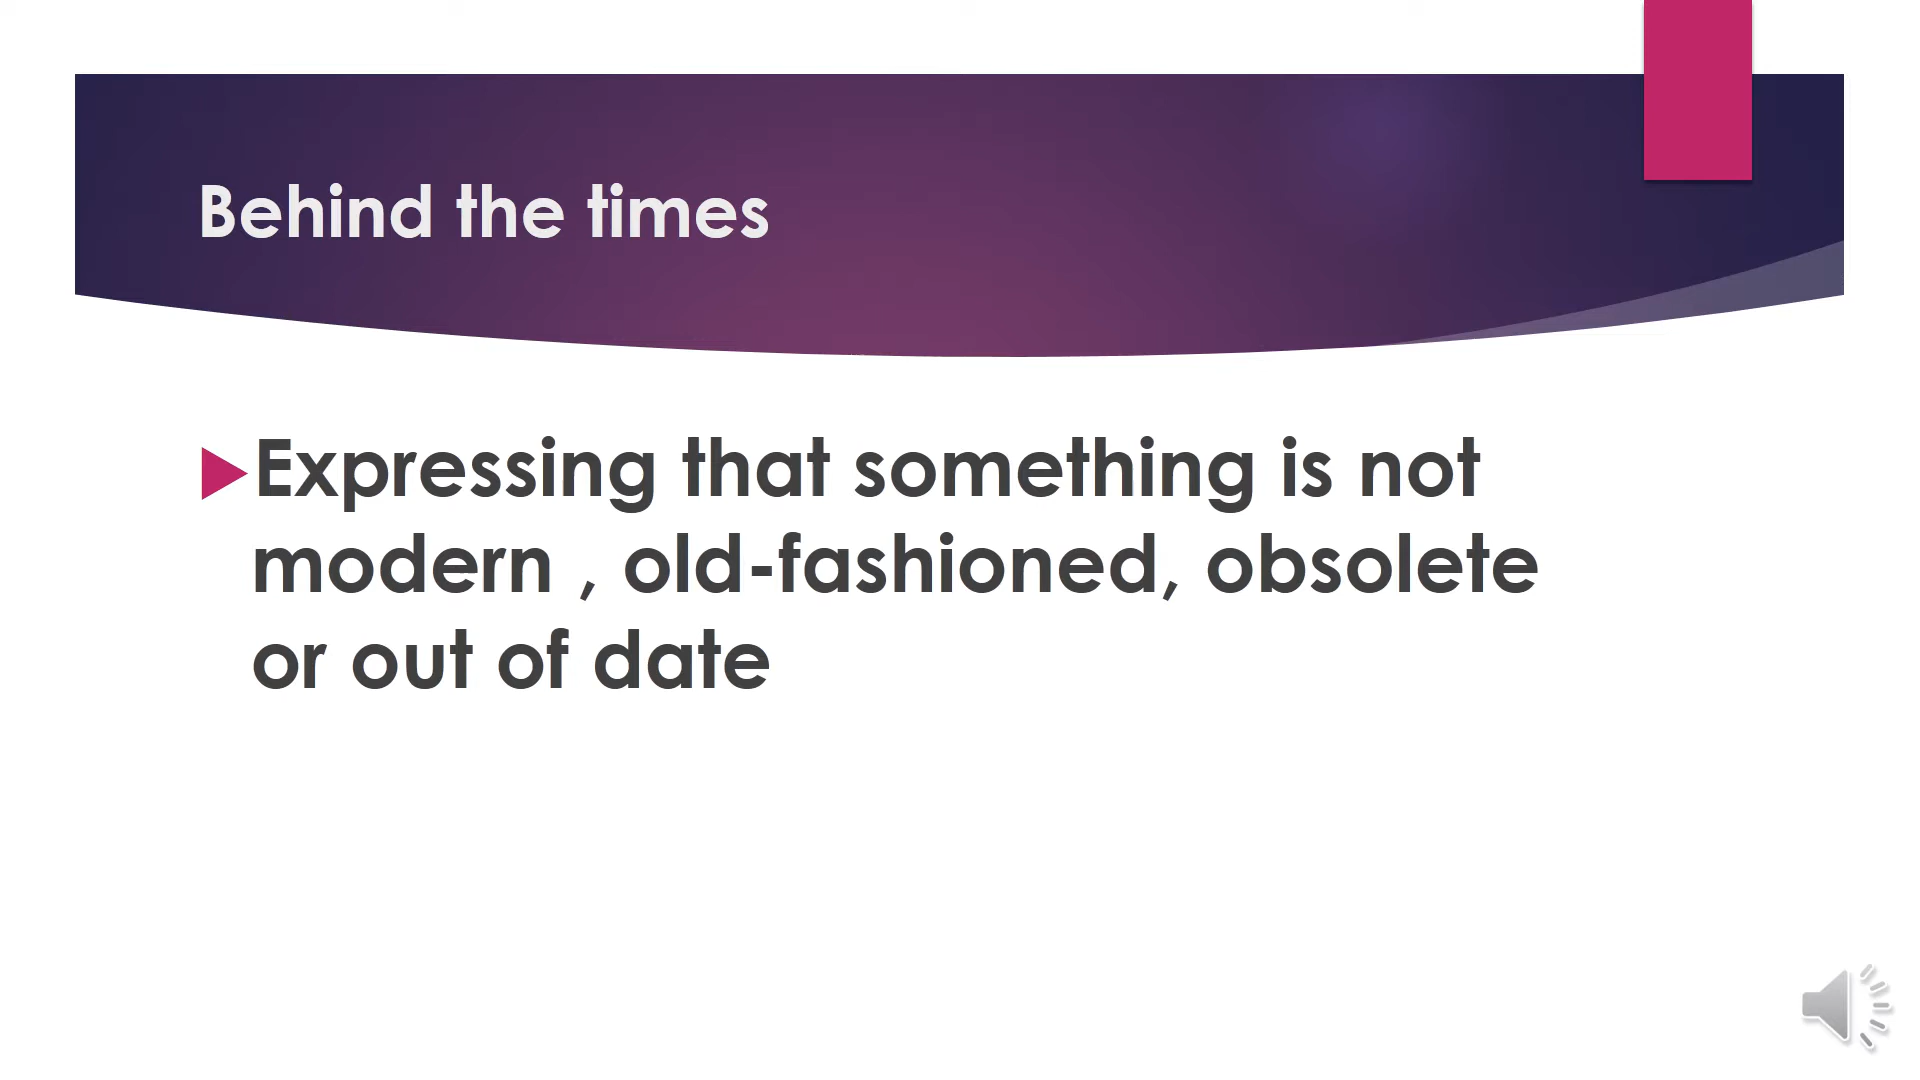 Behind the times
Expressing that something is not
modern , old-fashioned, obsolete
or out of date